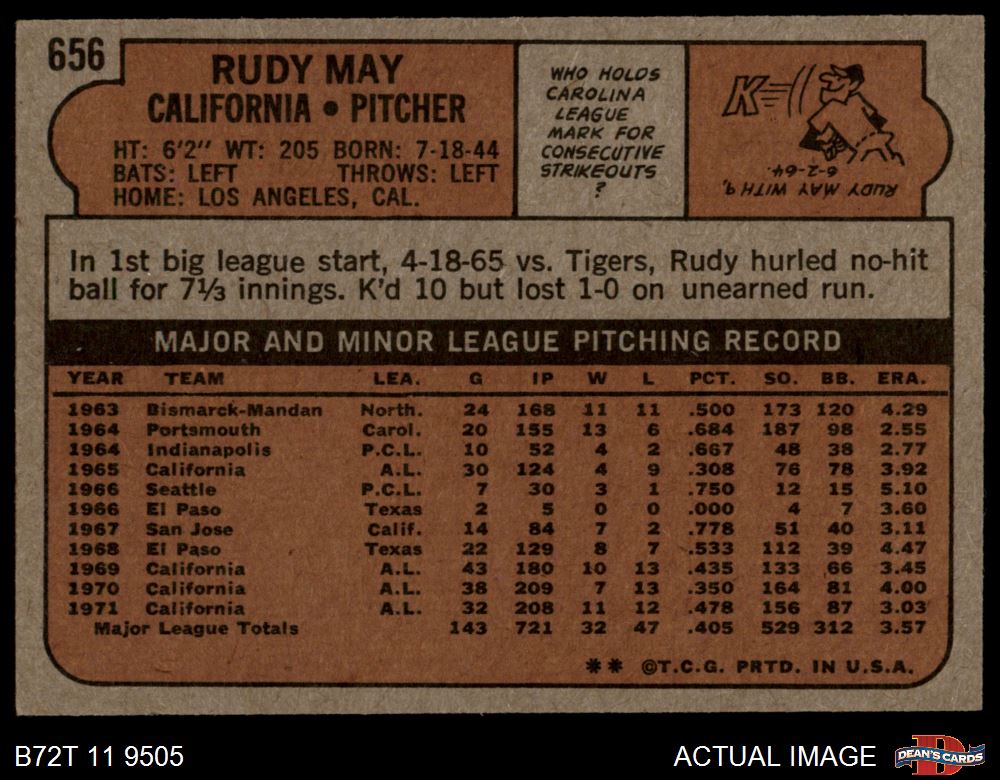 656
RUDY MAY
CALIFORNIA • PITCHER
HT: 6'2" WT: 205 BORN: 7-18-44
BATS: LEFT THROWS: LEFT
HOME: LOS ANGELES, CAL.
WHO HOLDS
CAROLINA
LEAGUE
MARK FOR
CONSECUTIVE
STRIKEOUTS
?
K
RUDY MAY WITH 9,
6-2-64.
In 1st big league start, 4-18-65 vs. Tigers, Rudy hurled no-hit
ball for 7⅓ innings. K'd 10 but lost 1-0 on unearned run.
MAJOR AND MINOR LEAGUE PITCHING RECORD
YEAR TEAM LEA. G IP W L PCT. SO. BB. ERA.
1963 Bismarck-Mandan North. 24 168 11 11 .500 173 120 4.29
1964 Portsmouth Carol. 20 155 13 6 .684 187 98 2.55
1964 Indianapolis P.C.L. 10 52 4 2 .667 48 38 2.77
1965 California A.L. 30 124 4 9 .308 76 78 3.92
1966 Seattle P.C.L. 7 30 3 1 .750 12 15 5.10
1966 El Paso Texas 2 5 0 0 .000 4 7 3.60
1967 San Jose Calif. 14 84 7 2 .778 51 40 3.11
1968 El Paso Texas 22 129 8 7 .533 112 39 4.47
1969 California A.L. 43 180 10 13 .435 133 66 3.45
1970 California A.L. 38 209 7 13 .350 164 81 4.00
1971 California A.L. 32 208 11 12 .478 156 87 3.03
Major League Totals 143 721 32 47 .405 529 312 3.57
** ©T.C.G. PRTD. IN U.S.A.
B72T 11 9505
ACTUAL IMAGE
DEAN'S CARDS